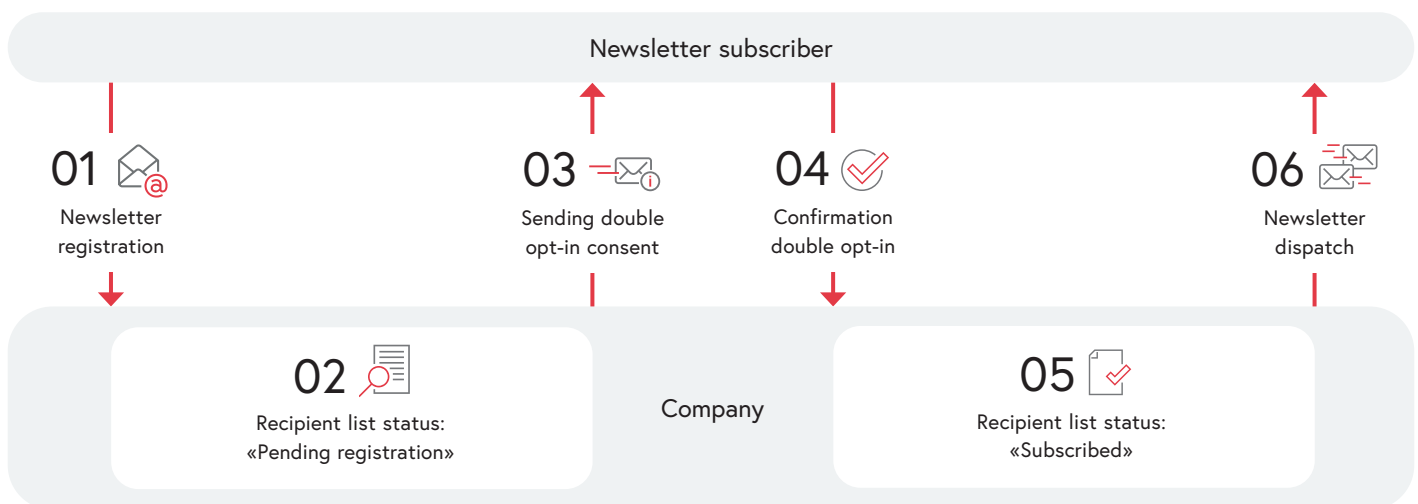 Newsletter subscriber
01
Newsletter
registration
03
Sending double
opt-in consent
04
Confirmation
double opt-in
06
Newsletter
dispatch
02
Recipient list status:
«Pending registration»
Company
05
Recipient list status:
«Subscribed»